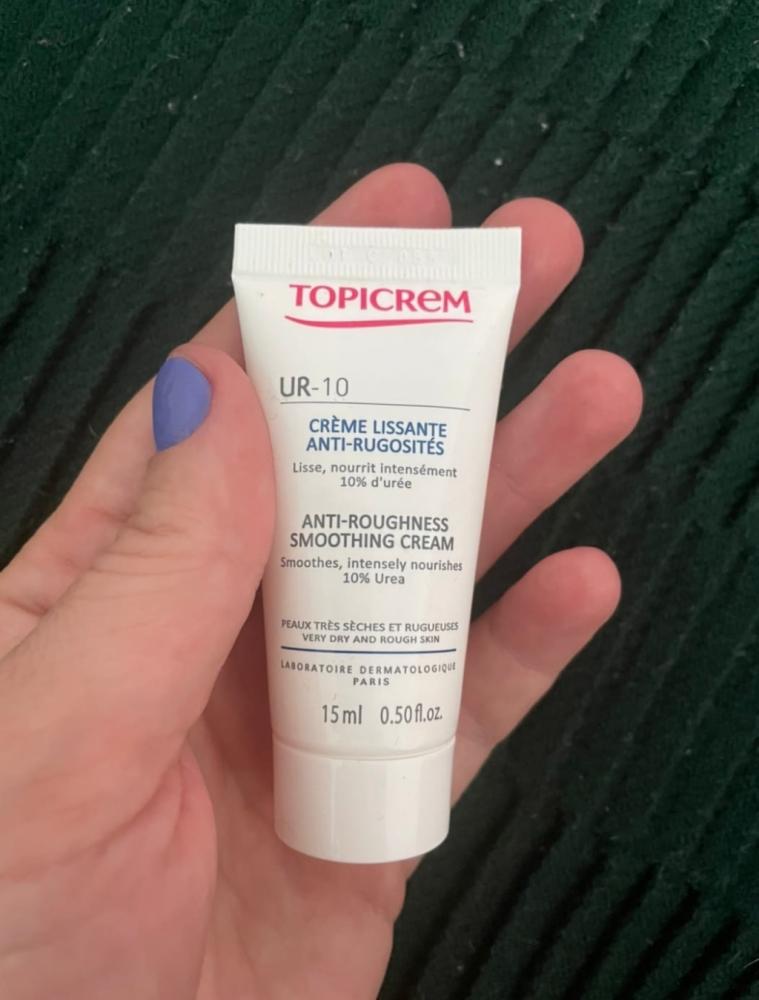 TOPICREM
UR-10
CRÈME LISSANTE
ANTI-RUGOSITÉS
Lisse, nourrit intensément
10% d'urée
ANTI-ROUGHNESS
SMOOTHING CREAM
Smoothes, intensely nourishes
10% Urea
PEAUX TRÈS SÈCHES ET RUGUEUSES
VERY DRY AND ROUGH SKIN
LABORATOIRE DERMATOLOGIQUE
PARIS
15ml 0.50fl.oz.